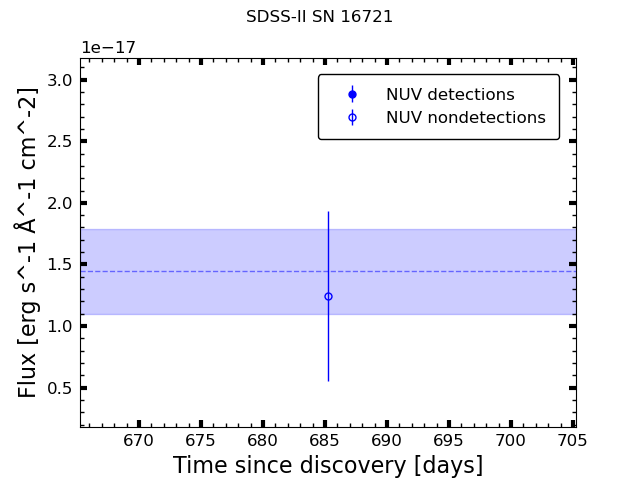 SDSS-II SN 16721
1e−17
3.0
2.5
2.0
1.5
1.0
0.5
NUV detections
NUV nondetections
Flux [erg s^-1 Å^-1 cm^-2]
670 675 680 685 690 695 700 705
Time since discovery [days]